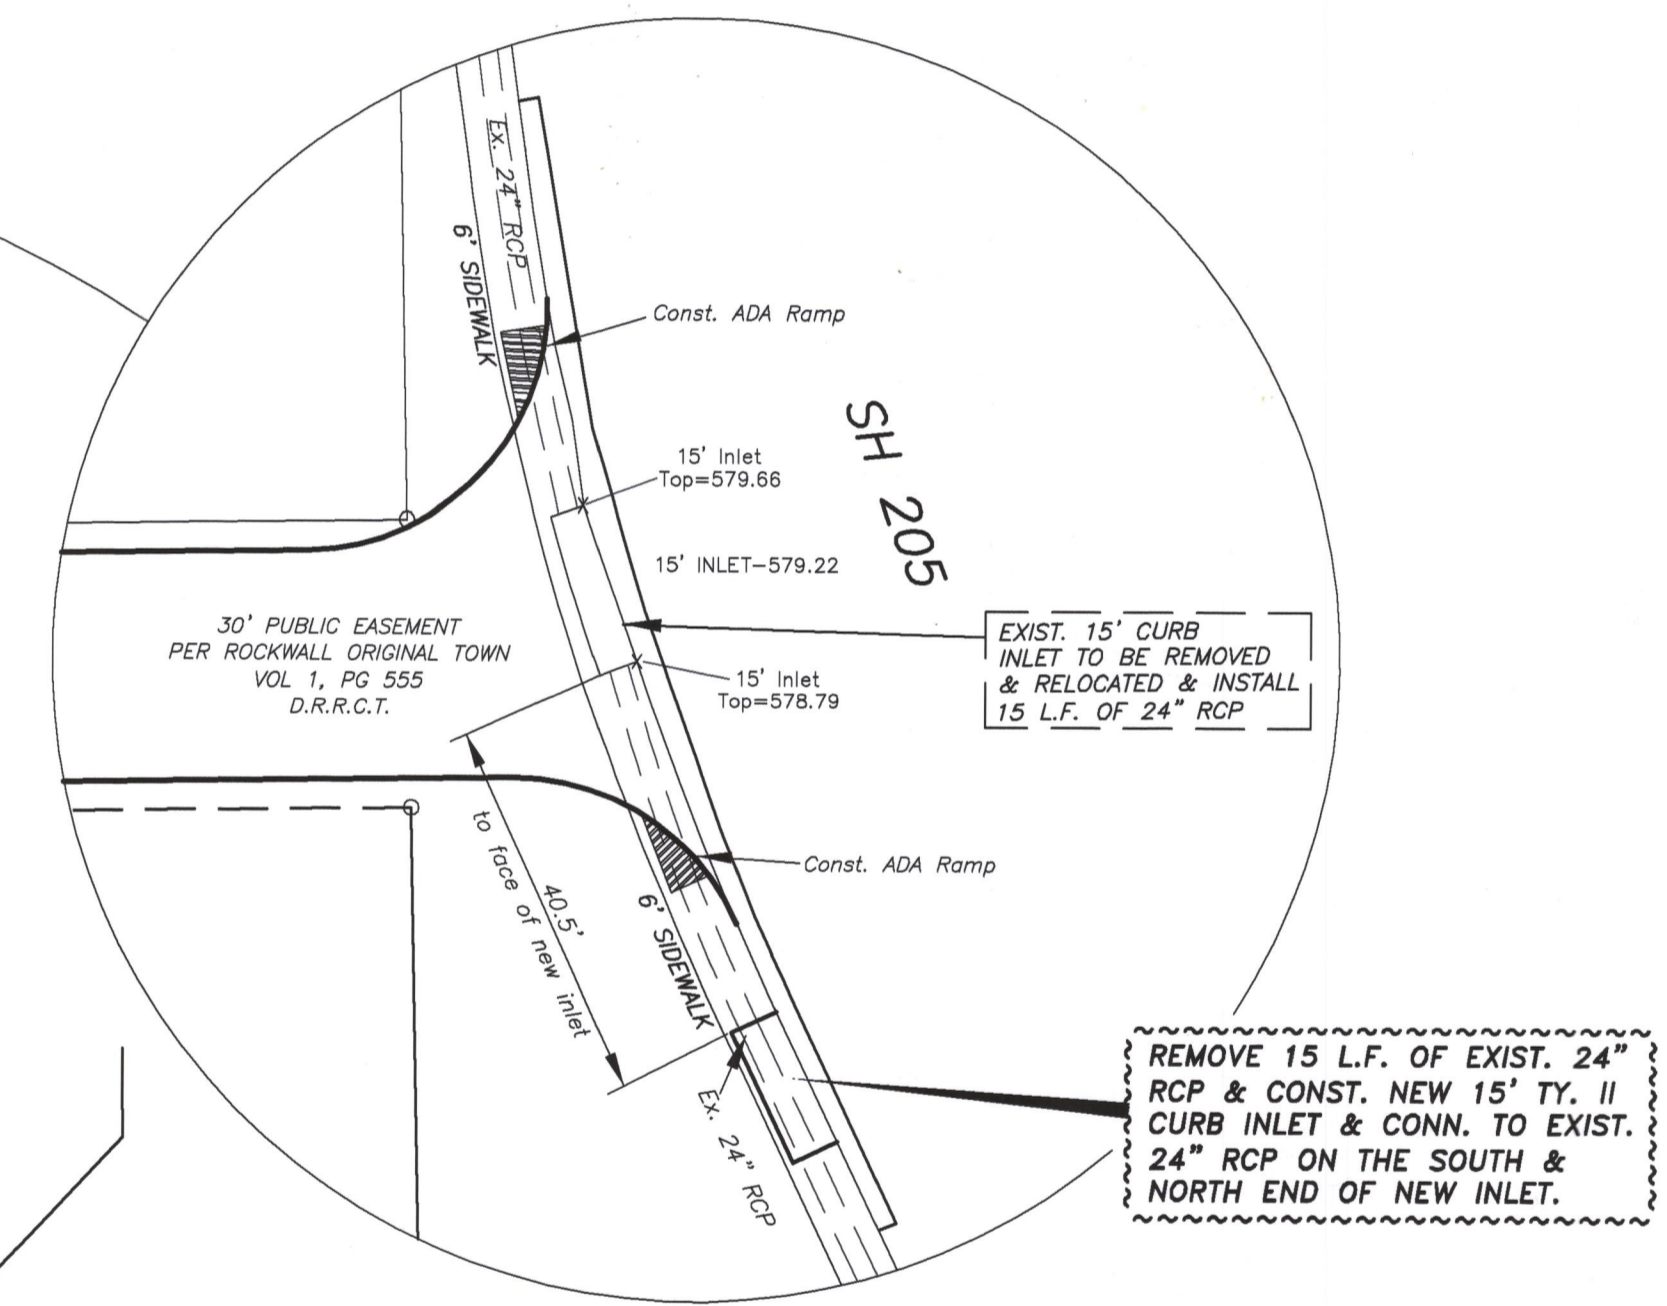 Ex. 24" RCP
6' SIDEWALK
Const. ADA Ramp
SH 205
15' Inlet
Top=579.66
15' INLET-579.22
30' PUBLIC EASEMENT
PER ROCKWALL ORIGINAL TOWN
VOL 1, PG 555
D.R.R.C.T.
EXIST. 15' CURB
INLET TO BE REMOVED
& RELOCATED & INSTALL
15 L.F. OF 24" RCP
15' Inlet
Top=578.79
40.5'
to face of new inlet
Const. ADA Ramp
6' SIDEWALK
Ex. 24" RCP
REMOVE 15 L.F. OF EXIST. 24"
RCP & CONST. NEW 15' TY. II
CURB INLET & CONN. TO EXIST.
24" RCP ON THE SOUTH &
NORTH END OF NEW INLET.